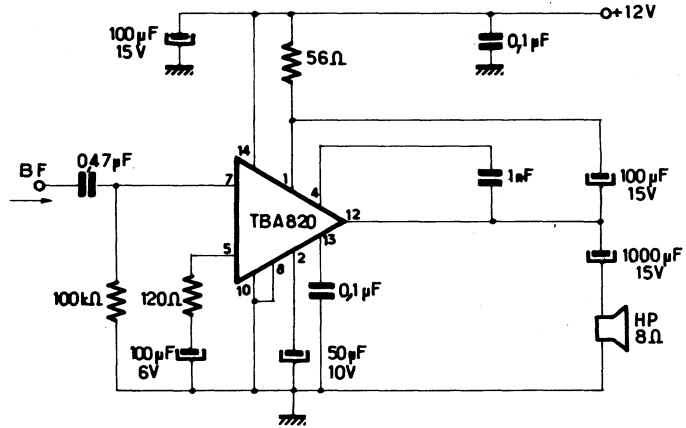 +12V
100µF
15V
56Ω
0,1µF
14
BF
0,47µF
7
1
4
1nF
100µF
15V
TBA820
12
13
5
2
8
10
100kΩ
120Ω
0,1µF
1000µF
15V
HP
8Ω
100µF
6V
50µF
10V